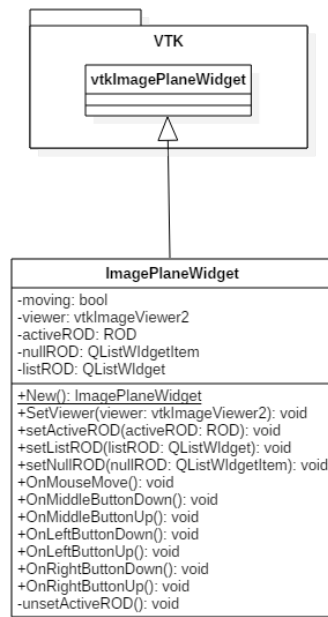 VTK
vtkImagePlaneWidget
ImagePlaneWidget
-moving: bool
-viewer: vtkImageViewer2
-activeROD: ROD
-nullROD: QListWIdgetItem
-listROD: QListWIdget
+New(): ImagePlaneWidget
+SetViewer(viewer: vtkImageViewer2): void
+setActiveROD(activeROD: ROD): void
+setListROD(listROD: QListWIdget): void
+setNullROD(nullROD: QListWIdgetItem): void
+OnMouseMove(): void
+OnMiddleButtonDown(): void
+OnMiddleButtonUp(): void
+OnLeftButtonDown(): void
+OnLeftButtonUp(): void
+OnRightButtonDown(): void
+OnRightButtonUp(): void
-unsetActiveROD(): void